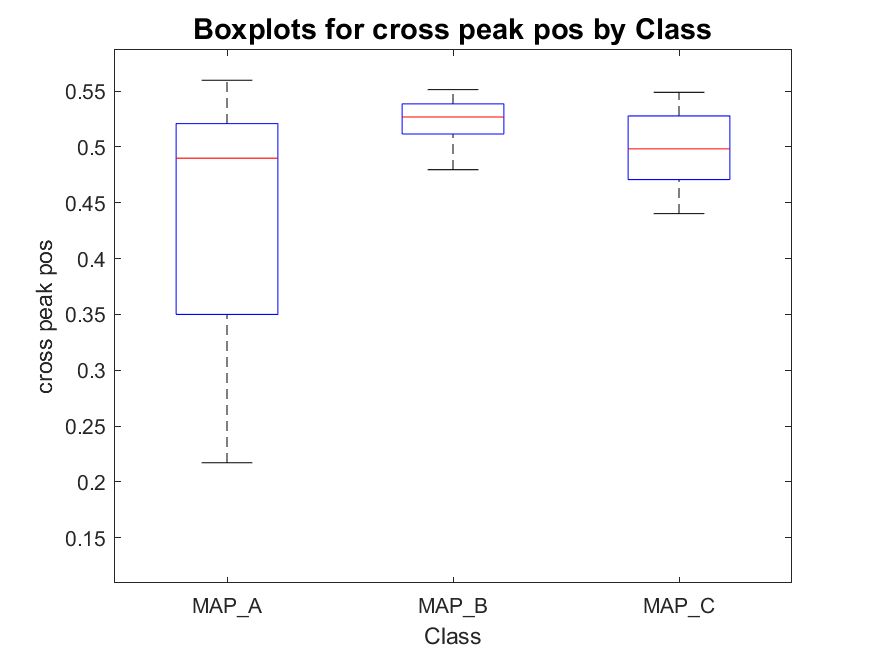 Boxplots for cross peak pos by Class
cross peak pos
0.55
0.5
0.45
0.4
0.35
0.3
0.25
0.2
0.15
MAP_A
MAP_B
MAP_C
Class